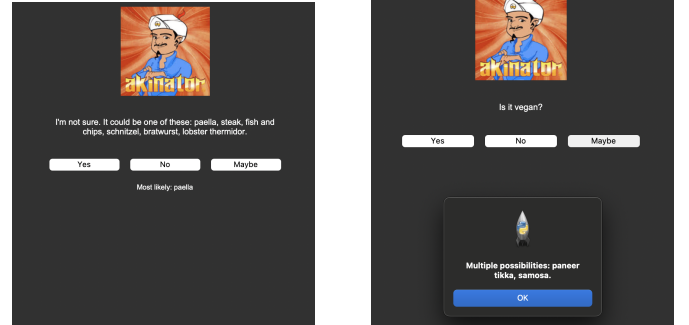 akinator
I'm not sure. It could be one of these: paella, steak, fish and
chips, schnitzel, bratwurst, lobster thermidor.
Yes No Maybe
Most likely: paella
akinator
Is it vegan?
Yes No Maybe
Multiple possibilities: paneer
tikka, samosa.
OK